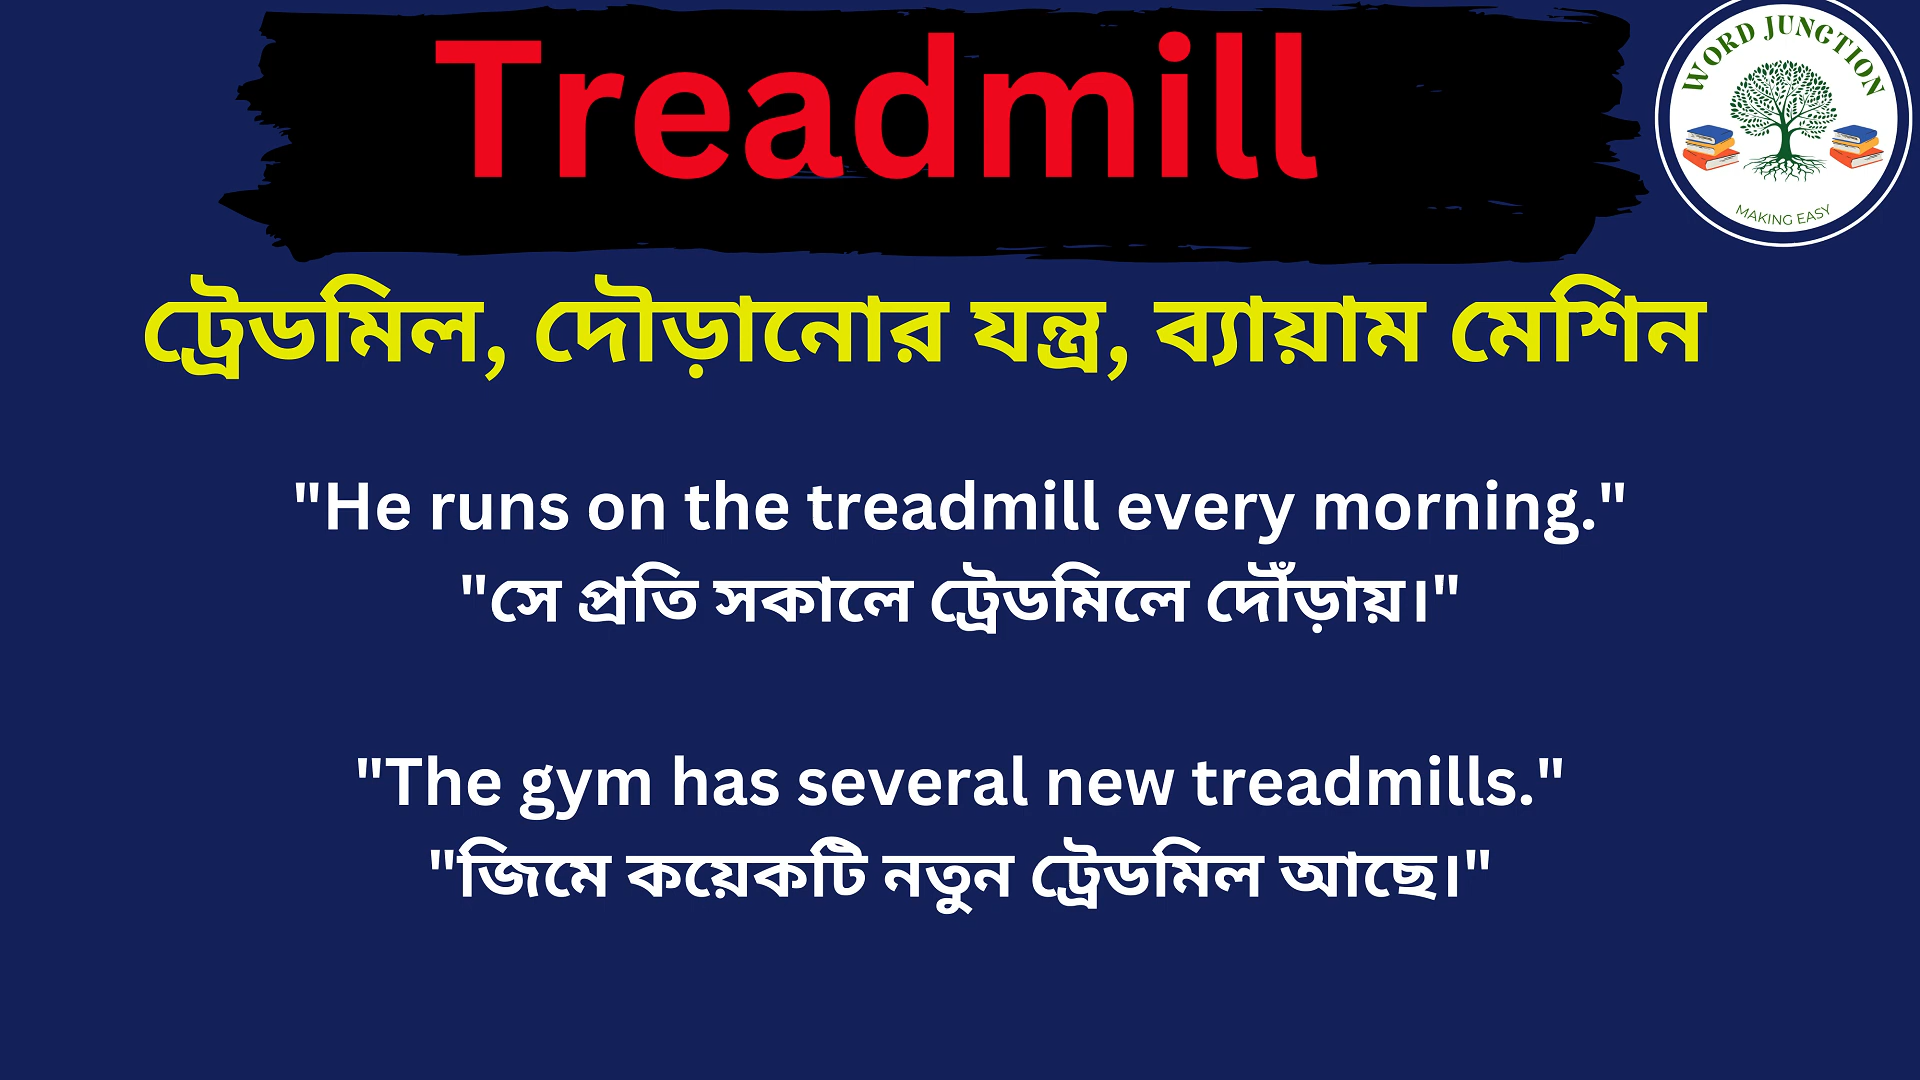 Treadmill
WORD JUNCTION
MAKING EASY
ট্রেডমিল, দৌড়ানোর যন্ত্র, ব্যায়াম মেশিন
"He runs on the treadmill every morning."
"সে প্রতি সকালে ট্রেডমিলে দৌঁড়ায়।"
"The gym has several new treadmills."
"জিমে কয়েকটি নতুন ট্রেডমিল আছে।"